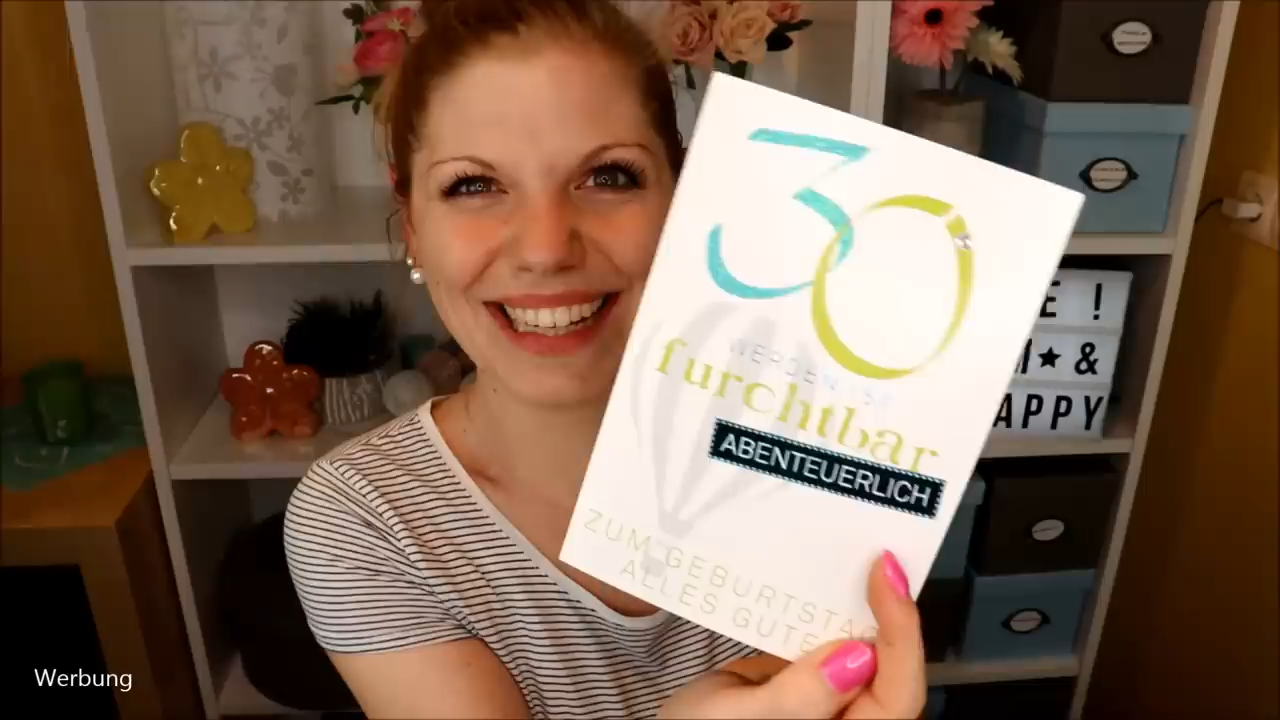 30
WERDEN IST
furchtbar
ABENTEUERLICH
ZUM GEBURTSTAG
ALLES GUTE
E !
& 
APPY
Werbung